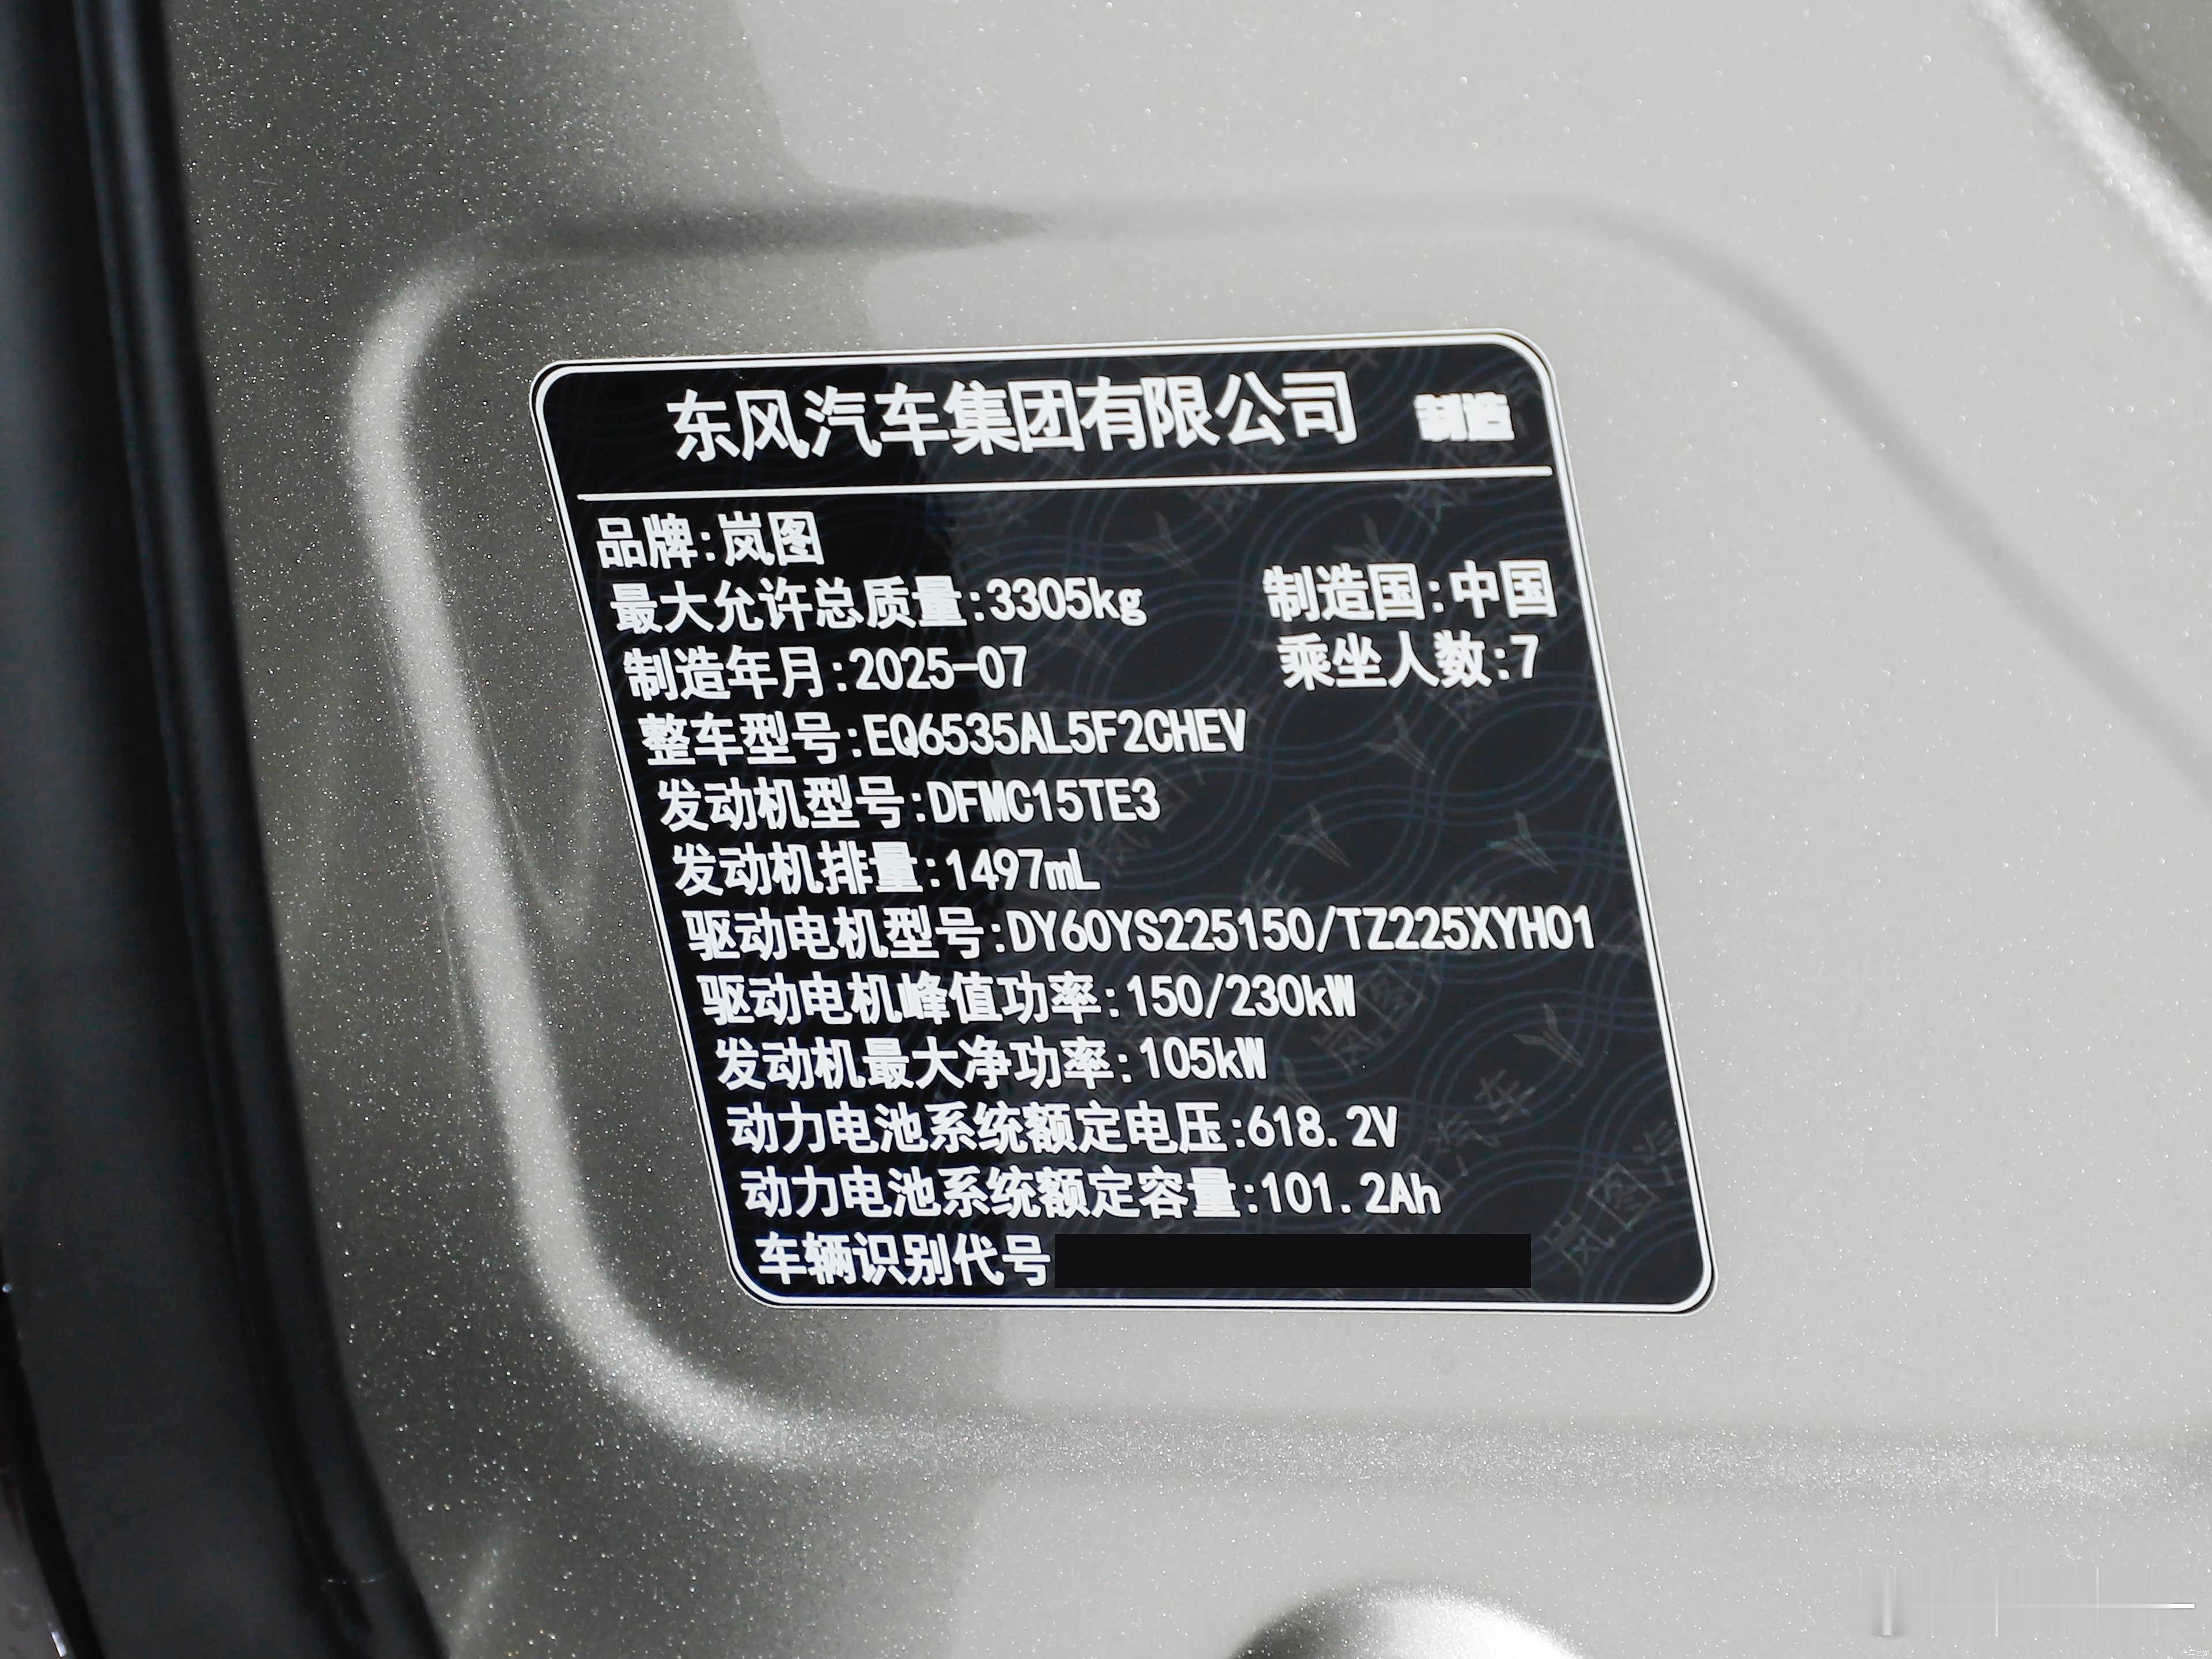 东风汽车集团有限公司 制造
品牌:岚图
最大允许总质量:3305kg 制造国:中国
制造年月:2025-07 乘坐人数:7
整车型号:EQ6535AL5F2CHEV
发动机型号:DFMC15TE3
发动机排量:1497mL
驱动电机型号:DY60YS225150/TZ225XYH01
驱动电机峰值功率:150/230kW
发动机最大净功率:105kW
动力电池系统额定电压:618.2V
动力电池系统额定容量:101.2Ah
车辆识别代号